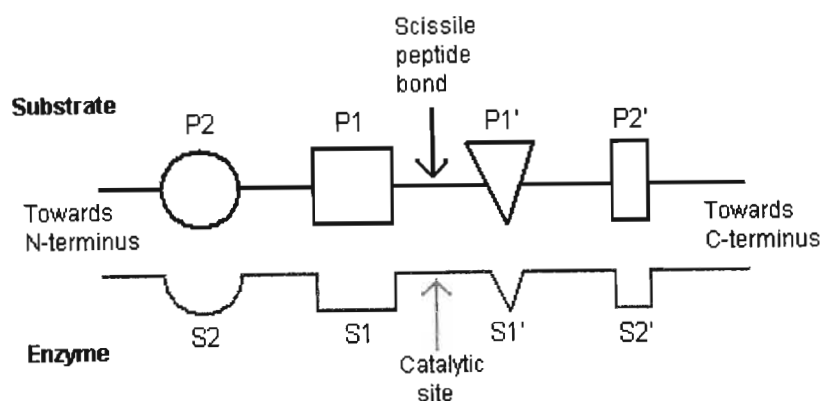 Scissile
peptide
bond
Substrate
P2 P1 P1' P2'
Towards
N-terminus
Towards
C-terminus
S2 S1 S1' S2'
Enzyme
Catalytic
site